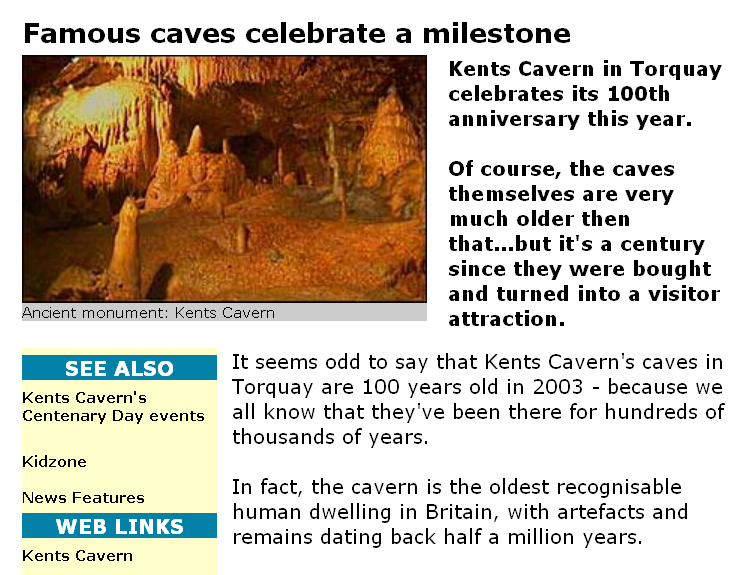 Famous caves celebrate a milestone
Kents Cavern in Torquay
celebrates its 100th
anniversary this year.
Of course, the caves
themselves are very
much older then
that...but it's a century
since they were bought
and turned into a visitor
attraction.
Ancient monument: Kents Cavern
SEE ALSO
Kents Cavern's
Centenary Day events
Kidzone
News Features
WEB LINKS
Kents Cavern
It seems odd to say that Kents Cavern's caves in
Torquay are 100 years old in 2003 - because we
all know that they've been there for hundreds of
thousands of years.
In fact, the cavern is the oldest recognisable
human dwelling in Britain, with artefacts and
remains dating back half a million years.